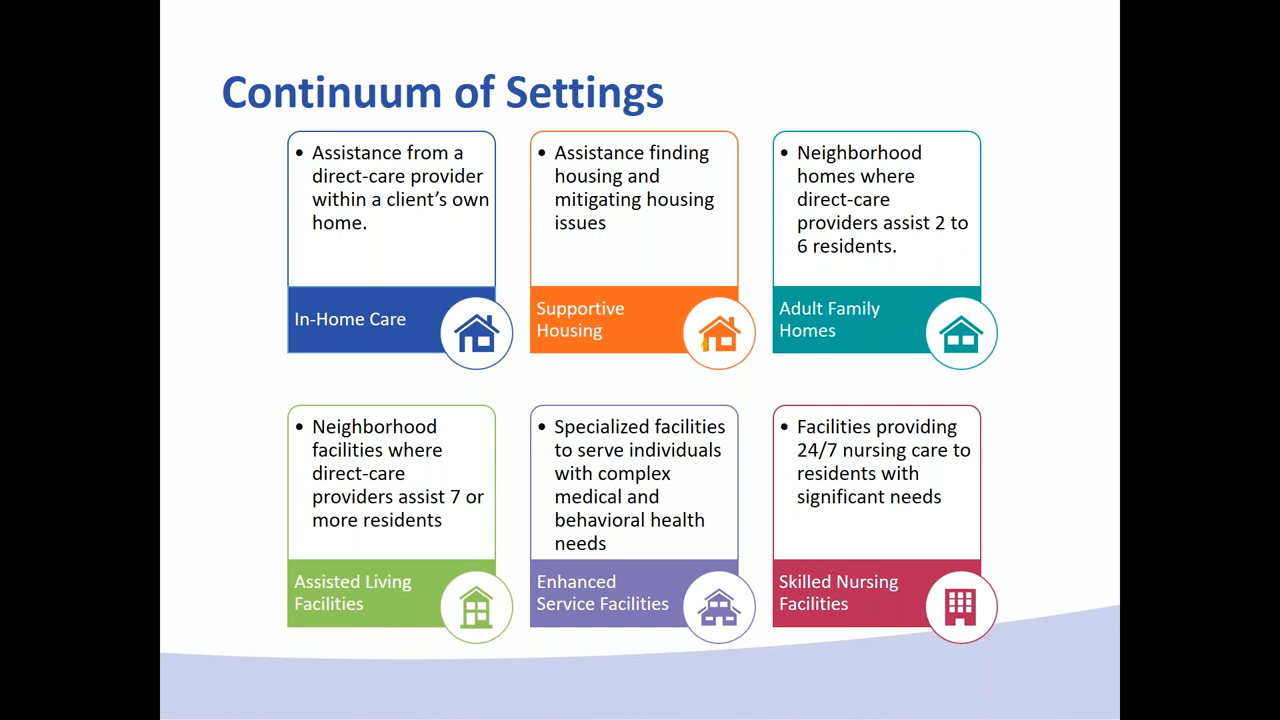 Continuum of Settings
• Assistance from a
direct-care provider
within a client's own
home.
In-Home Care
• Assistance finding
housing and
mitigating housing
issues
Supportive
Housing
• Neighborhood
homes where
direct-care
providers assist 2 to
6 residents.
Adult Family
Homes
• Neighborhood
facilities where
direct-care
providers assist 7 or
more residents
Assisted Living
Facilities
• Specialized facilities
to serve individuals
with complex
medical and
behavioral health
needs
Enhanced
Service Facilities
• Facilities providing
24/7 nursing care to
residents with
significant needs
Skilled Nursing
Facilities